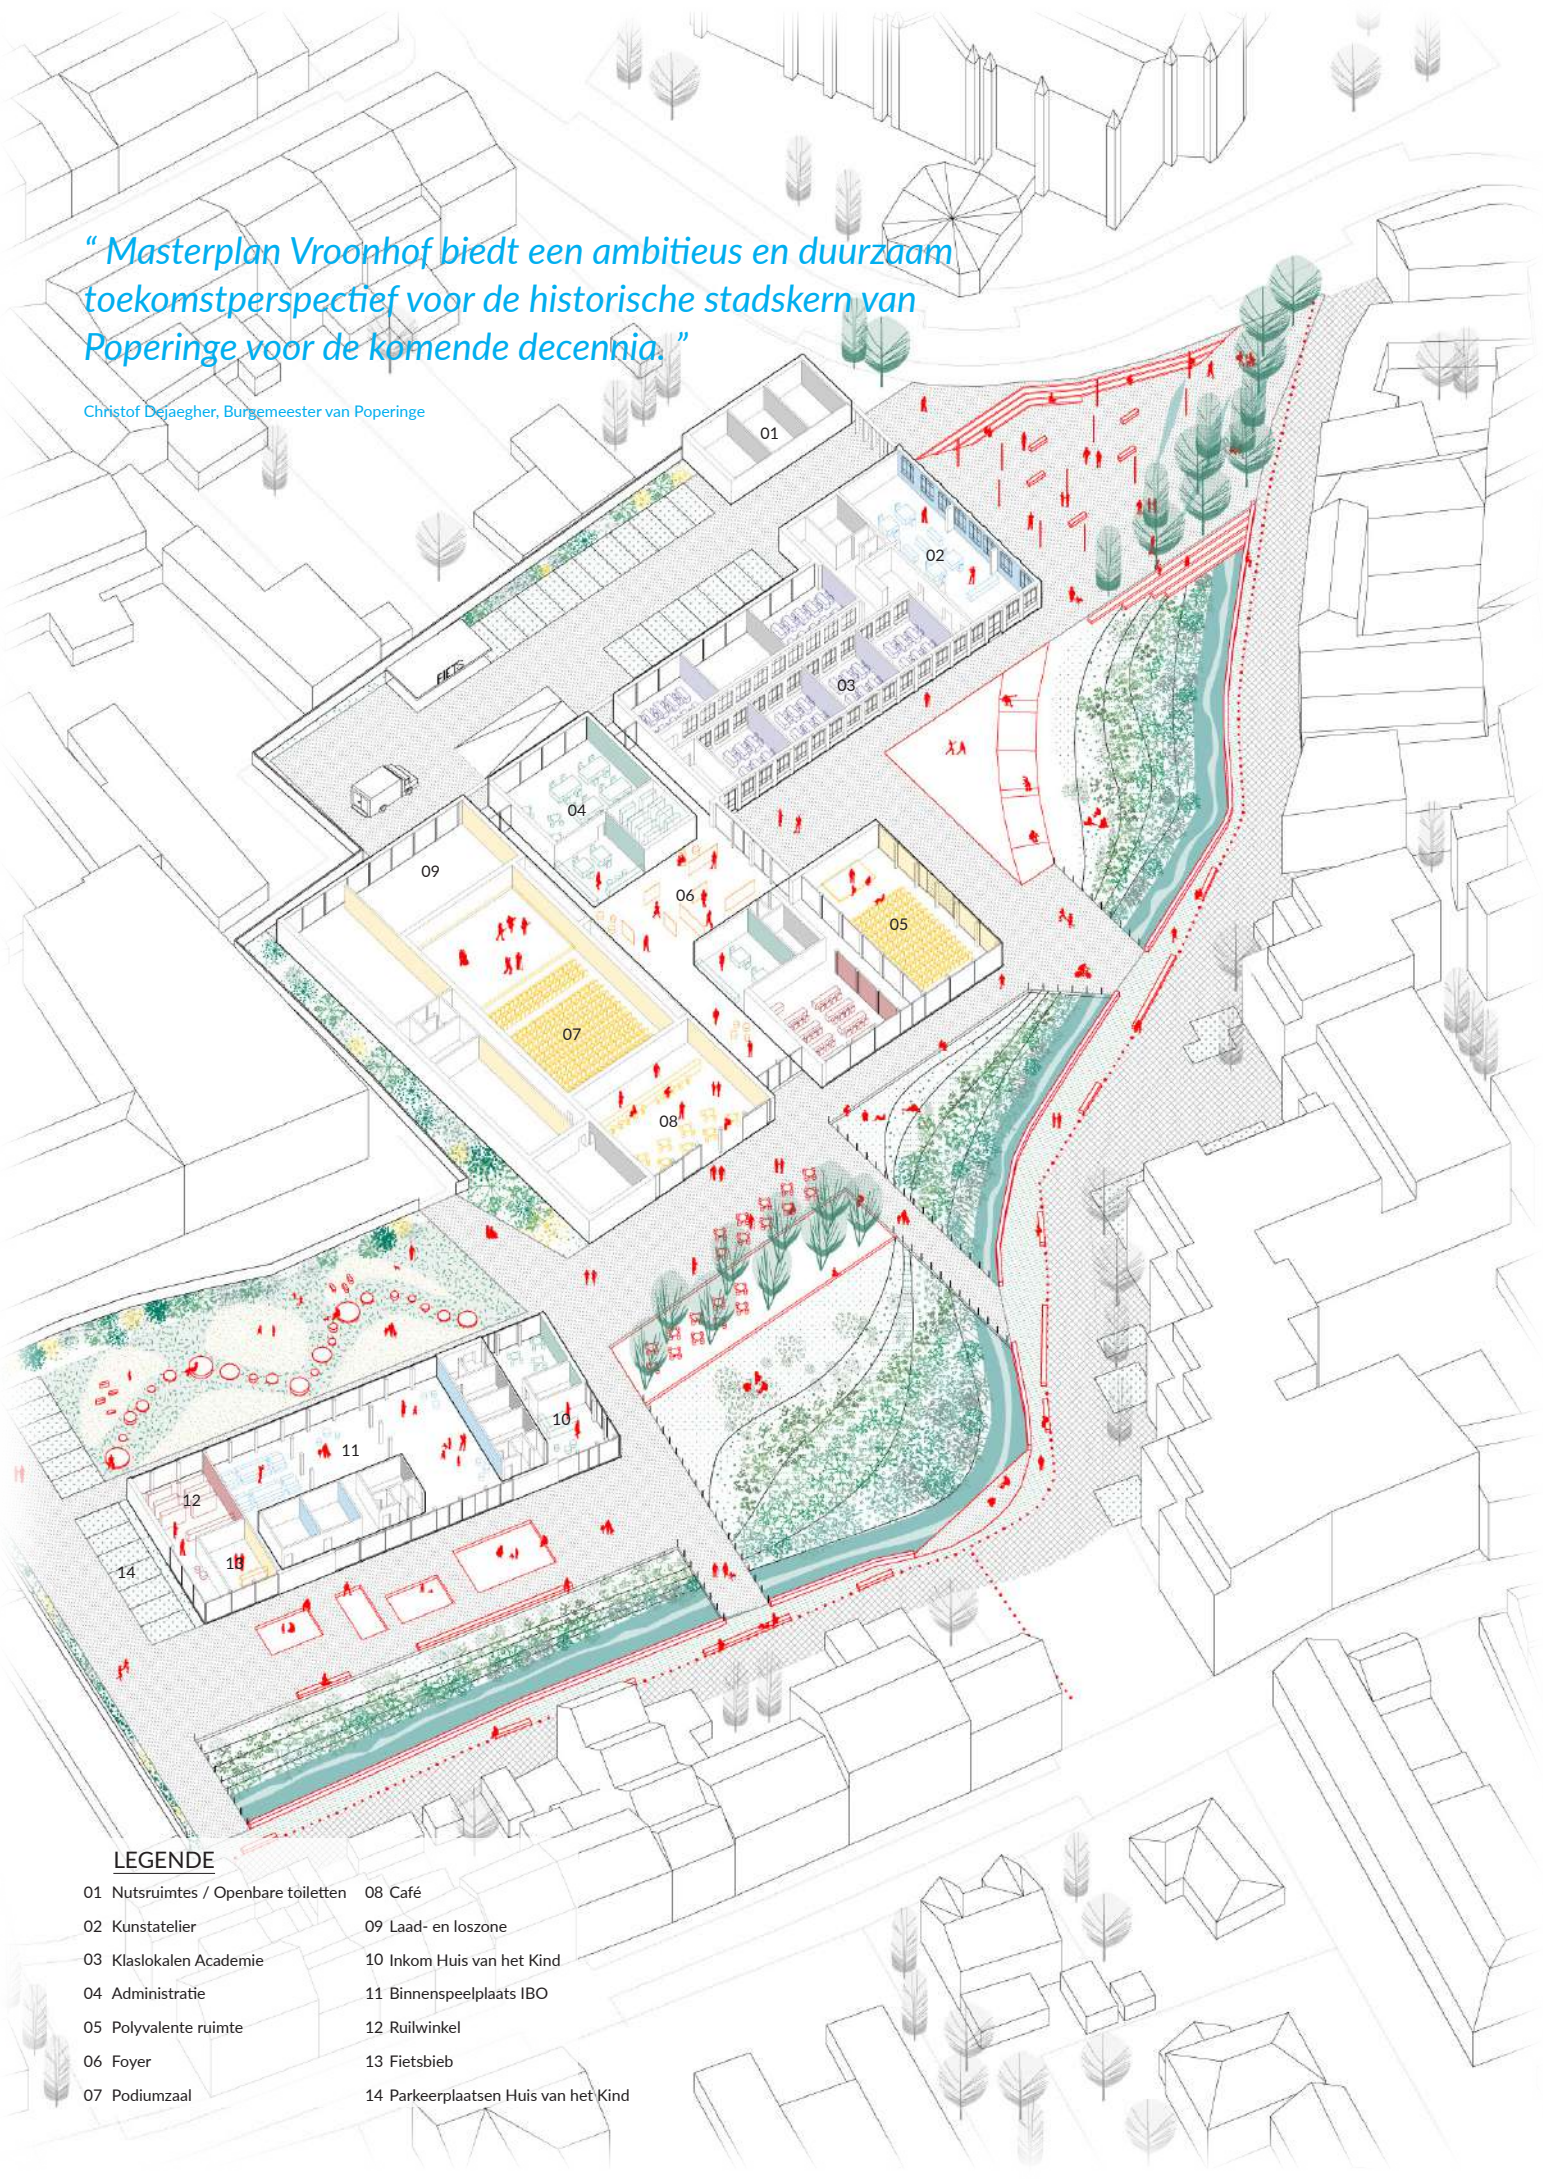 “ Masterplan Vroonhof biedt een ambitieus en duurzaam
toekomstperspectief voor de historische stadskern van
Poperinge voor de komende decennia. ”
Christof Dejaegher, Burgemeester van Poperinge
01
02
FIETS
03
04
09
06
05
07
08
10
11
12
13
14
LEGENDE
01 Nutsruimtes / Openbare toiletten
02 Kunstatelier
03 Klaslokalen Academie
04 Administratie
05 Polyvalente ruimte
06 Foyer
07 Podiumzaal
08 Café
09 Laad- en loszone
10 Inkom Huis van het Kind
11 Binnenspeelplaats IBO
12 Ruilwinkel
13 Fietsbieb
14 Parkeerplaatsen Huis van het Kind